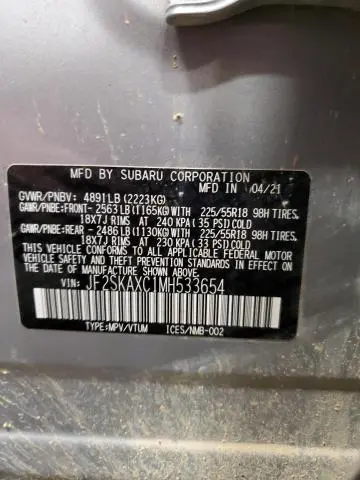 MFD BY SUBARU CORPORATION
MFD IN 04/21
GVWR/PNBV: 4891LB (2223KG)
GAWR/PNBE:FRONT- 2563LB (1165KG)WITH 225/55R18 98H TIRES,
18X7J RIMS AT 240 KPA (35 PSI) COLD
GAWR/PNBE:REAR - 2486LB (1130KG)WITH 225/55R18 98H TIRES,
18X7J RIMS AT 230 KPA (33 PSI) COLD
THIS VEHICLE CONFORMS TO ALL APPLICABLE FEDERAL MOTOR
VEHICLE SAFETY AND THEFT PREVENTION STANDARDS IN EFFECT
ON THE DATE OF MANUFACTURE SHOWN ABOVE.
VIN: JF2SKAXC1MH533654
TYPE:MPV/VTUM ICES/NMB-002